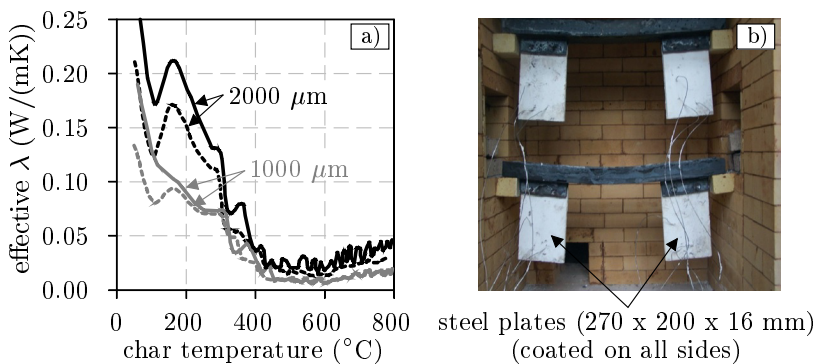 effective λ (W/(mK))
0.25
0.20
0.15
0.10
0.05
0.00
a)
2000 µm
1000 µm
0 200 400 600 800
char temperature (°C)
b)
steel plates (270 x 200 x 16 mm)
(coated on all sides)